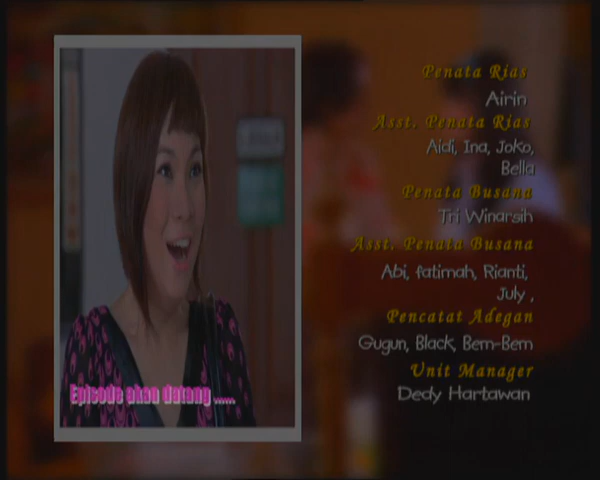 Penata Rias
Airin
Asst. Penata Rias
Aidi, Ina, Joko,
Bella
Penata Busana
Tri Winarsih
Asst. Penata Busana
Abi, fatimah, Rianti,
July ,
Pencatat Adegan
Gugun, Black, Bem-Bem
Unit Manager
Dedy Hartawan
Episode akan datang ......